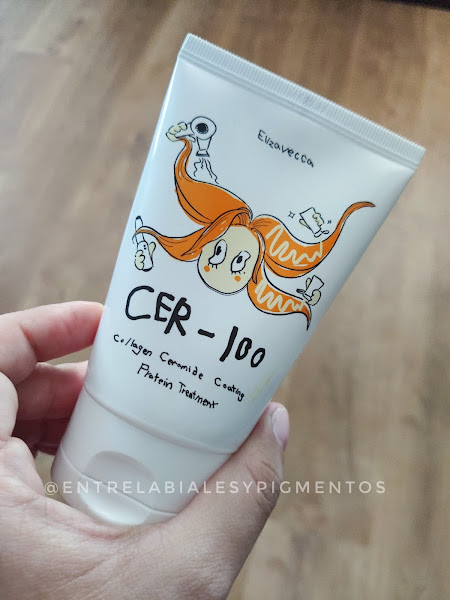 Elizavecca
CER-100
Collagen Ceramide Coating
Protein Treatment
@ENTRELABIALESYPIGMENTOS